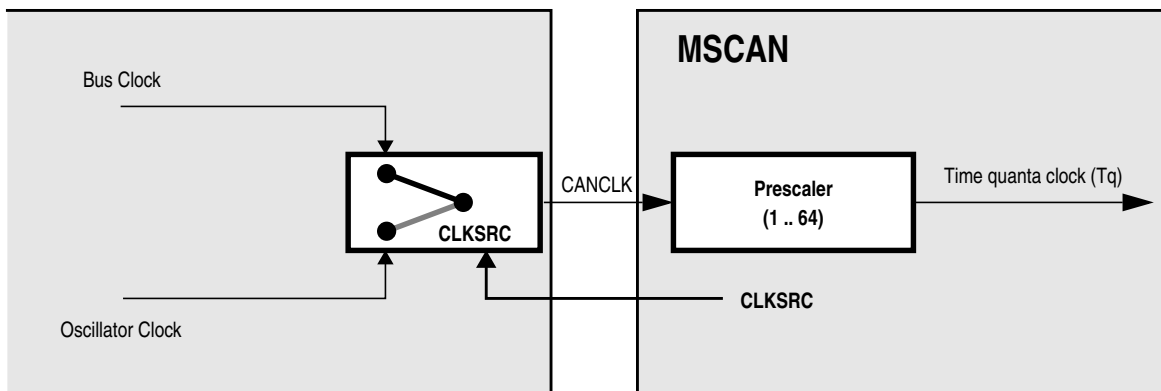 MSCAN
Bus Clock
CANCLK
Prescaler
(1 .. 64)
Time quanta clock (Tq)
CLKSRC
CLKSRC
Oscillator Clock